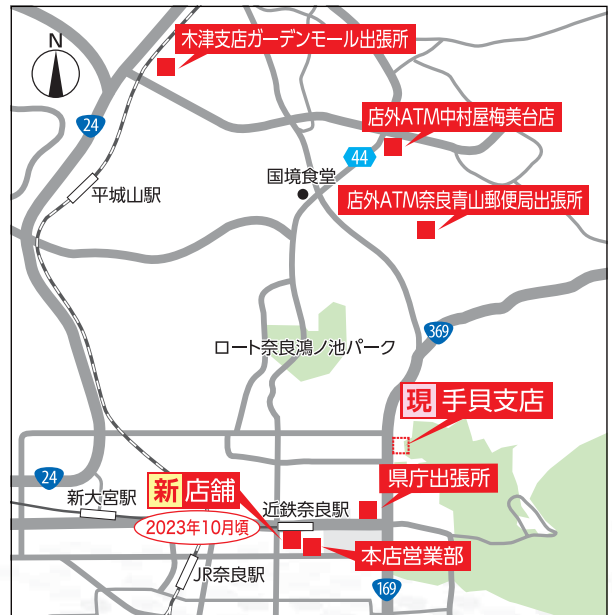 木津支店ガーデンモール出張所
N
24
店外ATM中村屋梅美台店
44
国境食堂
平城山駅
店外ATM奈良青山郵便局出張所
369
ロート奈良鴻ノ池パーク
現 手貝支店
24
新 店舗
県庁出張所
新大宮駅
近鉄奈良駅
2023年10月頃
本店営業部
JR奈良駅
169